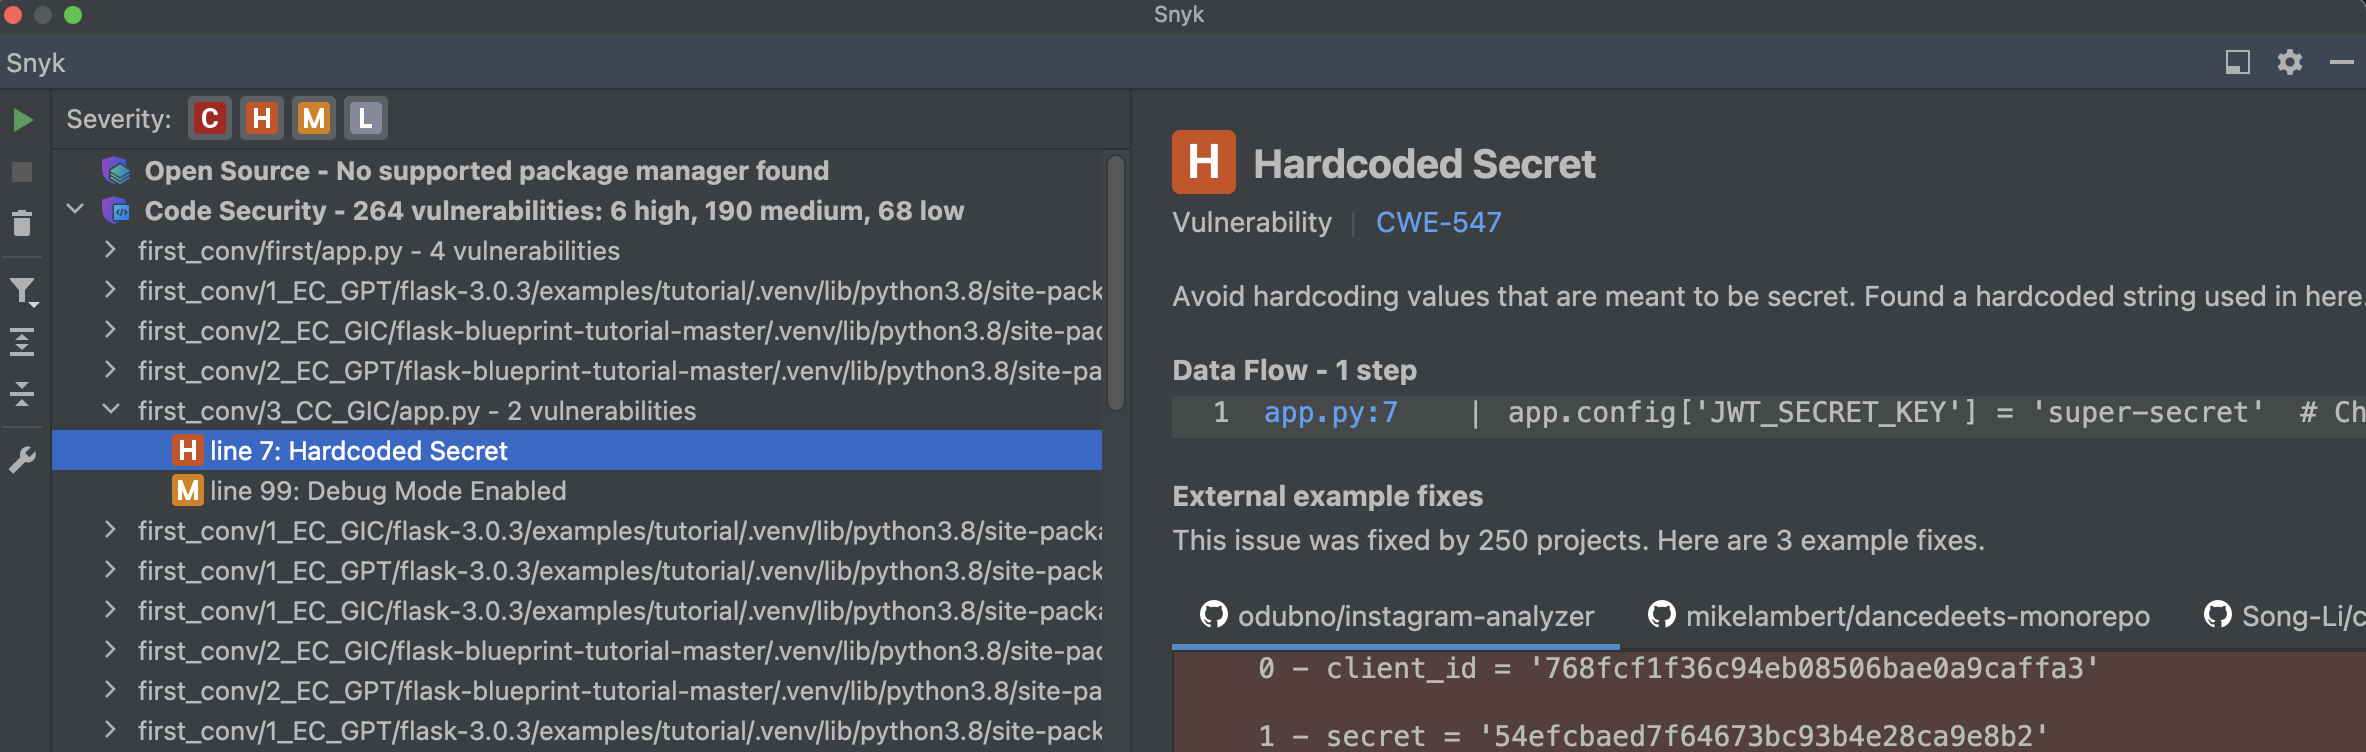 Snyk
Snyk
Severity: C H M L
Open Source - No supported package manager found
Code Security - 264 vulnerabilities: 6 high, 190 medium, 68 low
first_conv/first/app.py - 4 vulnerabilities
first_conv/1_EC_GPT/flask-3.0.3/examples/tutorial/.venv/lib/python3.8/site-pack
first_conv/2_EC_GIC/flask-blueprint-tutorial-master/.venv/lib/python3.8/site-pac
first_conv/2_EC_GPT/flask-blueprint-tutorial-master/.venv/lib/python3.8/site-pa
first_conv/3_CC_GIC/app.py - 2 vulnerabilities
H line 7: Hardcoded Secret
M line 99: Debug Mode Enabled
first_conv/1_EC_GIC/flask-3.0.3/examples/tutorial/.venv/lib/python3.8/site-packa
first_conv/1_EC_GPT/flask-3.0.3/examples/tutorial/.venv/lib/python3.8/site-pack
first_conv/1_EC_GIC/flask-3.0.3/examples/tutorial/.venv/lib/python3.8/site-packa
first_conv/2_EC_GIC/flask-blueprint-tutorial-master/.venv/lib/python3.8/site-pac
first_conv/2_EC_GPT/flask-blueprint-tutorial-master/.venv/lib/python3.8/site-pa
first_conv/1_EC_GPT/flask-3.0.3/examples/tutorial/.venv/lib/python3.8/site-pack
H Hardcoded Secret
Vulnerability | CWE-547
Avoid hardcoding values that are meant to be secret. Found a hardcoded string used in here.
Data Flow - 1 step
1 app.py:7 | app.config['JWT_SECRET_KEY'] = 'super-secret' # Ch
External example fixes
This issue was fixed by 250 projects. Here are 3 example fixes.
odubno/instagram-analyzer mikelambert/dancedeets-monorepo Song-Li/c
0 - client_id = '768fcf1f36c94eb08506bae0a9caffa3'
1 - secret = '54efcbaed7f64673bc93b4e28ca9e8b2'